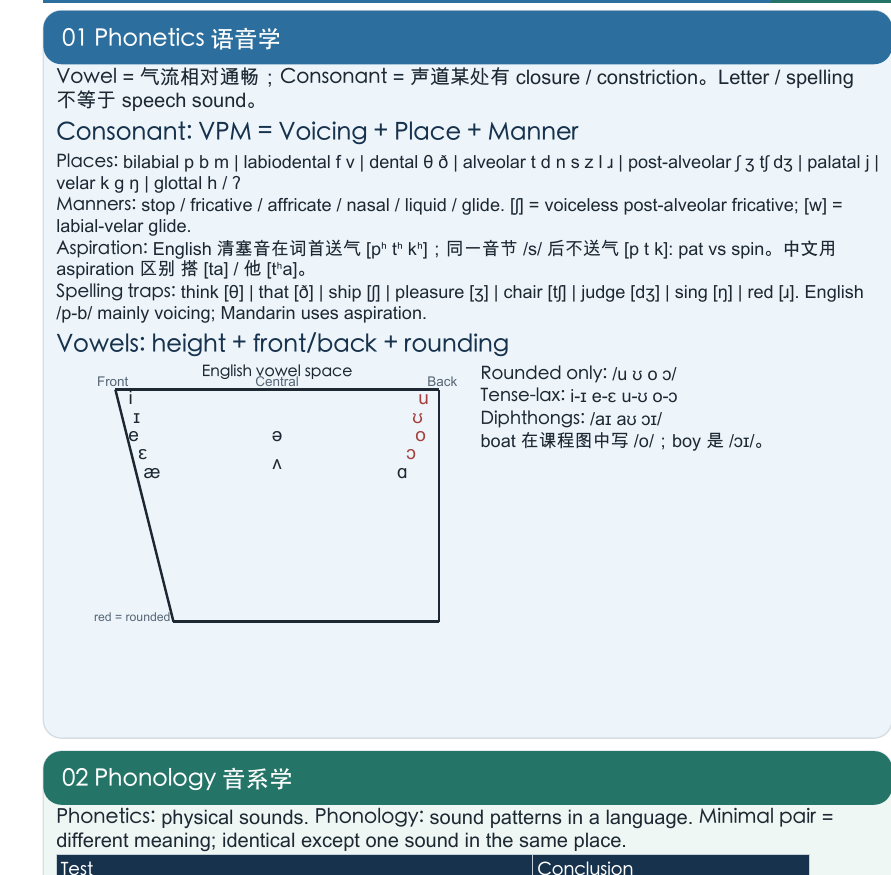 01 Phonetics 语音学
Vowel = 气流相对通畅；Consonant = 声道某处有 closure / constriction。Letter / spelling
不等于 speech sound。
Consonant: VPM = Voicing + Place + Manner
Places: bilabial p b m | labiodental f v | dental θ ð | alveolar t d n s z l ɹ | post-alveolar ʃ ʒ tʃ dʒ | palatal j |
velar k g ŋ | glottal h / ʔ
Manners: stop / fricative / affricate / nasal / liquid / glide. [ʃ] = voiceless post-alveolar fricative; [w] =
labial-velar glide.
Aspiration: English 清塞音在词首送气 [pʰ tʰ kʰ]；同一音节 /s/ 后不送气 [p t k]: pat vs spin。中文用
aspiration 区别 搭 [ta] / 他 [tʰa]。
Spelling traps: think [θ] | that [ð] | ship [ʃ] | pleasure [ʒ] | chair [tʃ] | judge [dʒ] | sing [ŋ] | red [ɹ]. English
/p-b/ mainly voicing; Mandarin uses aspiration.
Vowels: height + front/back + rounding
English vowel space
Front Central Back
i u
ɪ ʊ
e ə o
ɛ ɔ
ʌ
æ ɑ
red = rounded
Rounded only: /u ʊ o ɔ/
Tense-lax: i-ɪ e-ɛ u-ʊ o-ɔ
Diphthongs: /aɪ aʊ ɔɪ/
boat 在课程图中写 /o/；boy 是 /ɔɪ/。
02 Phonology 音系学
Phonetics: physical sounds. Phonology: sound patterns in a language. Minimal pair =
different meaning; identical except one sound in the same place.
Test Conclusion